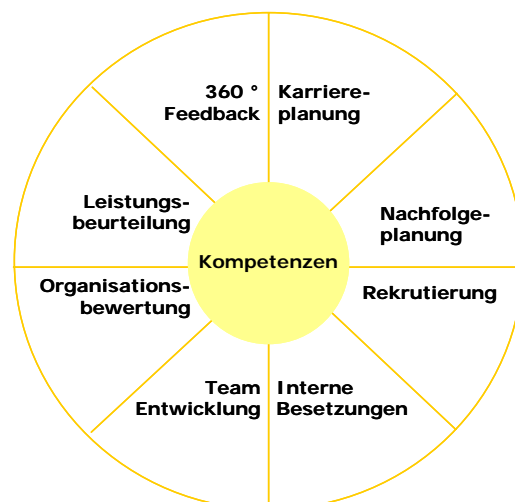 360 °
Feedback
Karriere-
planung
Leistungs-
beurteilung
Nachfolge-
planung
Kompetenzen
Organisations-
bewertung
Rekrutierung
Team
Entwicklung
Interne
Besetzungen